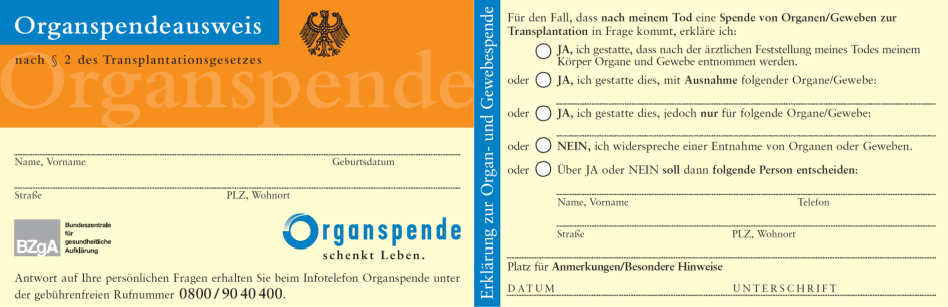 Organspendeausweis
nach § 2 des Transplantationsgesetzes
Organspende
Name, Vorname Geburtsdatum
Straße PLZ, Wohnort
BZgA
Bundeszentrale
für
gesundheitliche
Aufklärung
Organspende
schenkt Leben.
Antwort auf Ihre persönlichen Fragen erhalten Sie beim Infotelefon Organspende unter
der gebührenfreien Rufnummer 0800/90 40 400.
Erklärung zur Organ- und Gewebespende
Für den Fall, dass nach meinem Tod eine Spende von Organen/Geweben zur
Transplantation in Frage kommt, erkläre ich:
JA, ich gestatte, dass nach der ärztlichen Feststellung meines Todes meinem
Körper Organe und Gewebe entnommen werden.
oder JA, ich gestatte dies, mit Ausnahme folgender Organe/Gewebe:
oder JA, ich gestatte dies, jedoch nur für folgende Organe/Gewebe:
oder NEIN, ich widerspreche einer Entnahme von Organen oder Geweben.
oder Über JA oder NEIN soll dann folgende Person entscheiden:
Name, Vorname Telefon
Straße PLZ, Wohnort
Platz für Anmerkungen/Besondere Hinweise
DATUM UNTERSCHRIFT